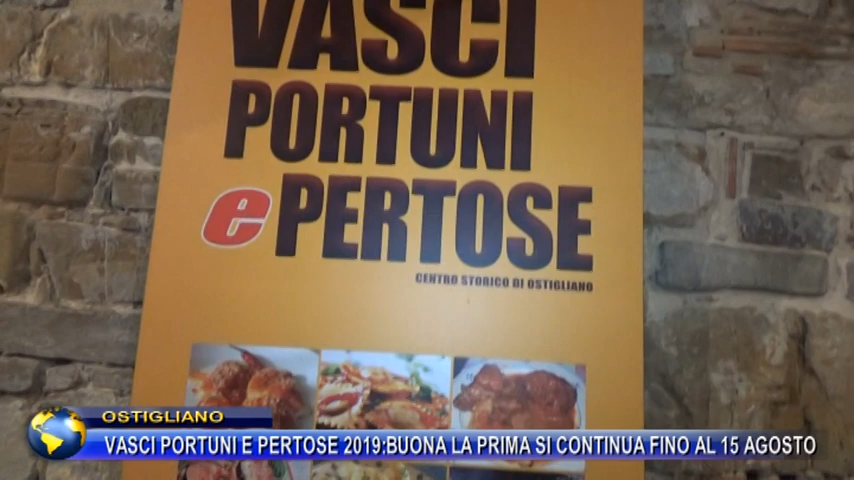 VASCI
PORTUNI
e PERTOSE
CENTRO STORICO DI OSTIGLIANO
OSTIGLIANO
VASCI PORTUNI E PERTOSE 2019:BUONA LA PRIMA SI CONTINUA FINO AL 15 AGOSTO